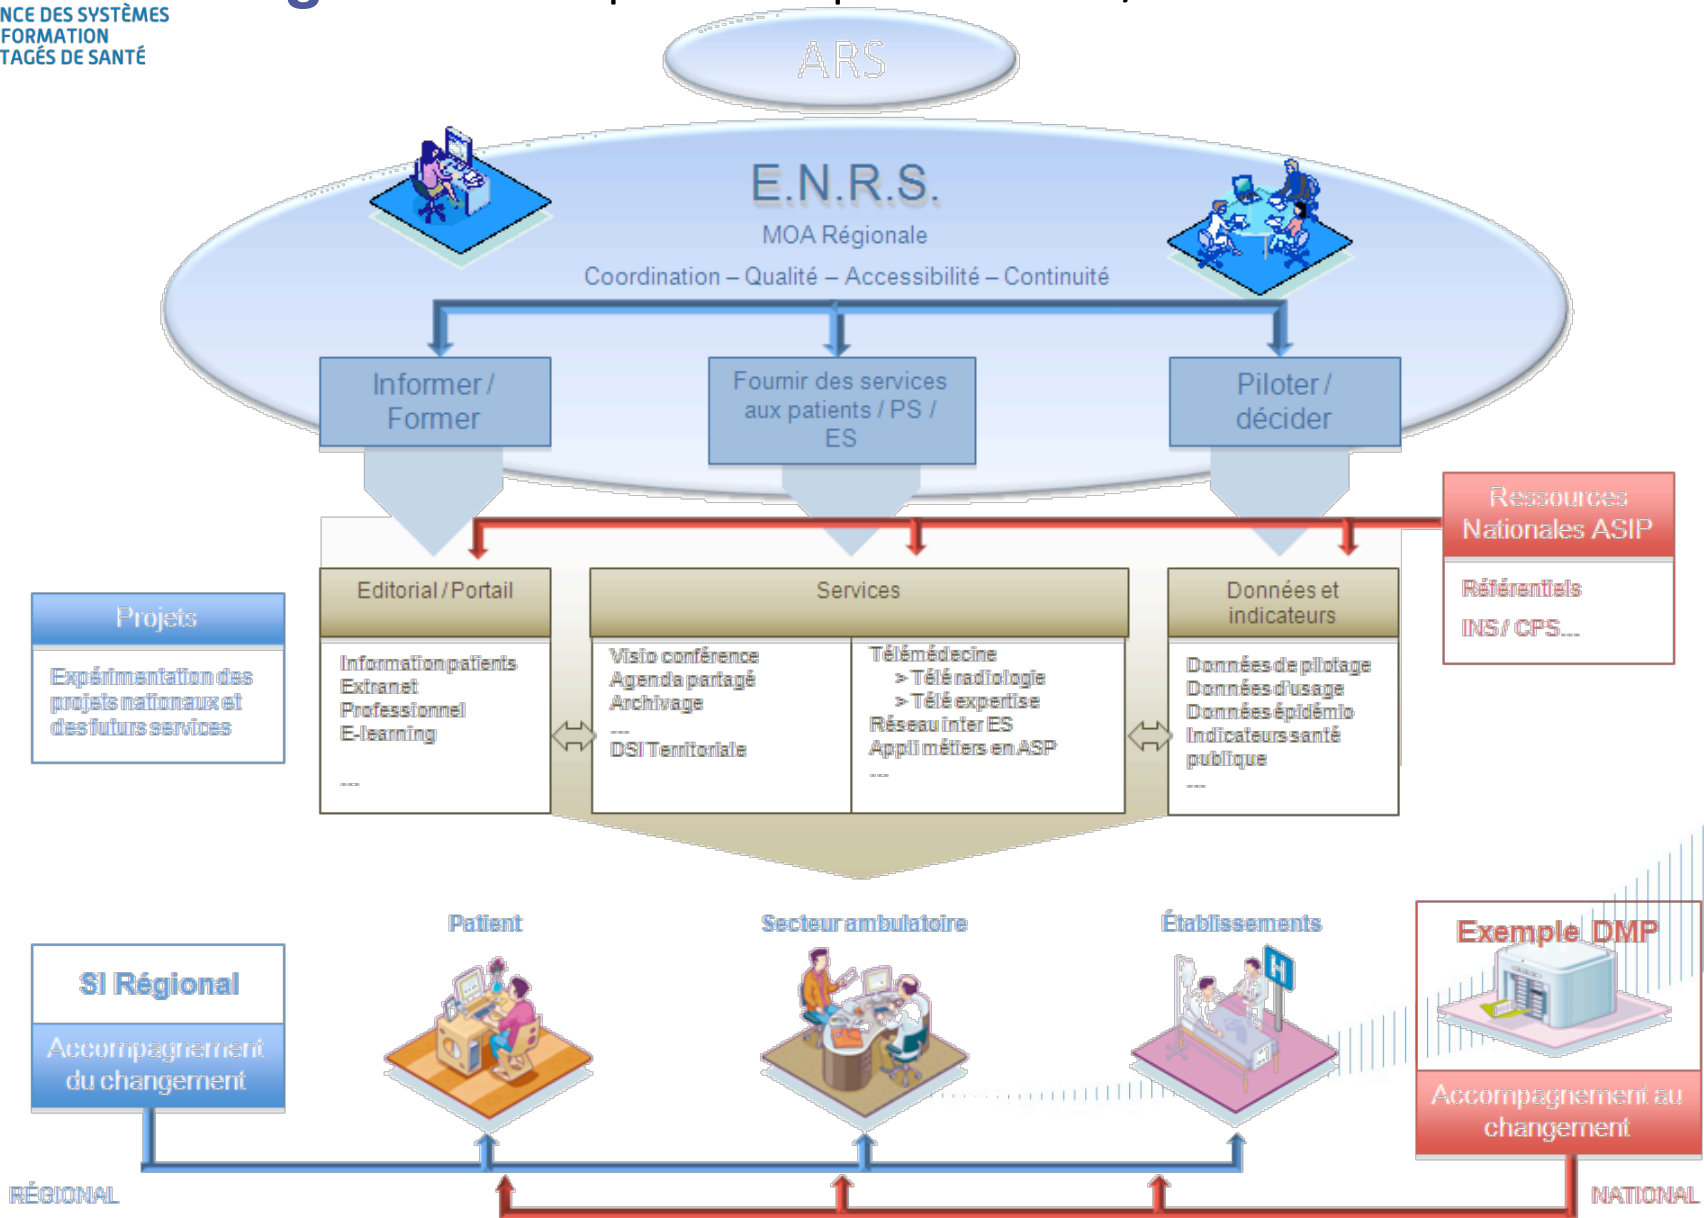 NCE DES SYSTÈMES
FORMATION
TAGÉS DE SANTÉ
ARS
E.N.R.S.
MOA Régionale
Coordination – Qualité – Accessibilité – Continuité
Informer /
Former
Fournir des services
aux patients / PS /
ES
Piloter /
décider
Ressources
Nationales ASIP
Référentiels
INS / CPS...
Projets
Expérimentation des
projets nationaux et
des futurs services
Editorial / Portail
Information patients
Extranet
Professionnel
E-learning
...
Services
Visio conférence
Agenda partagé
Archivage
....
DSI Territoriale
Télémédecine
> Télé radiologie
> Télé expertise
Réseau inter ES
Appli métiers en ASP
...
Données et
indicateurs
Données de pilotage
Données d'usage
Données épidémio
Indicateurs santé
publique
...
Patient
Secteur ambulatoire
Établissements
H
SI Régional
Accompagnement
du changement
Exemple DMP
Accompagnement au
changement
RÉGIONAL
NATIONAL